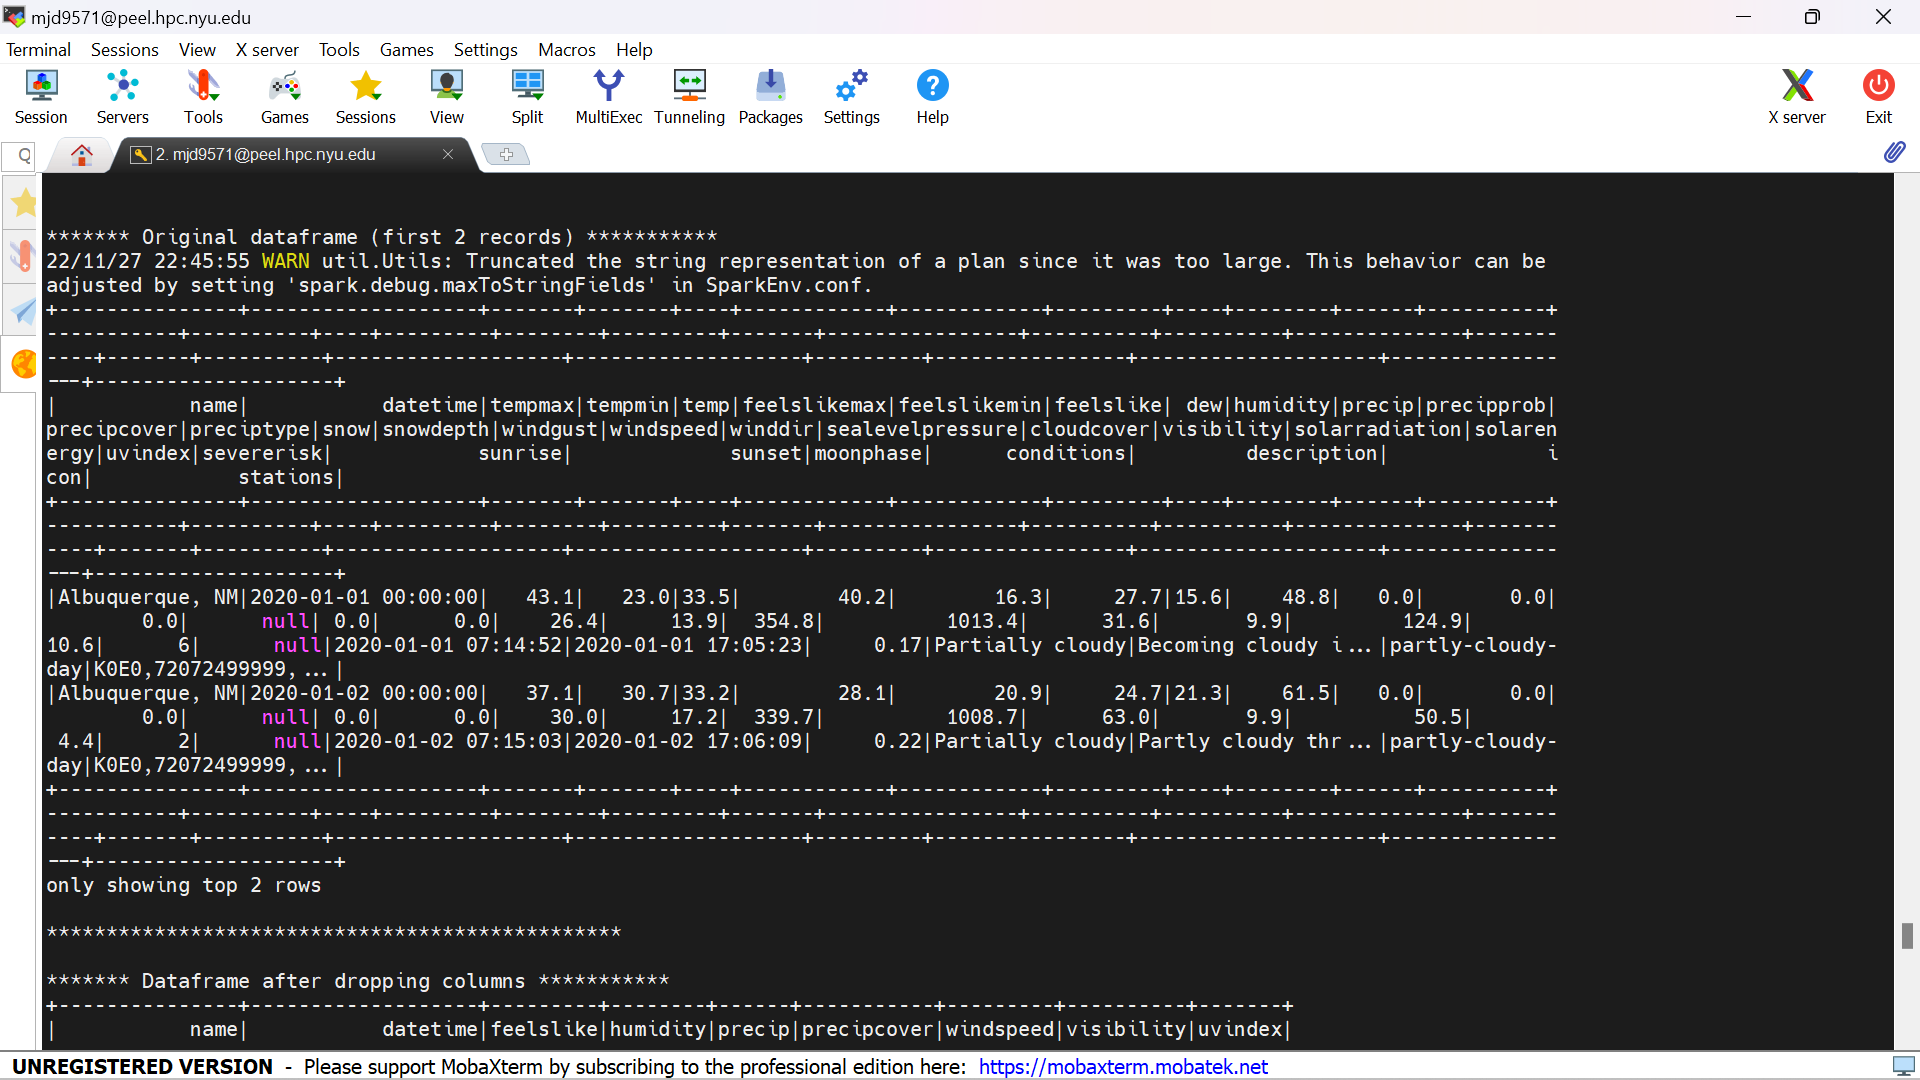 mjd9571@peel.hpc.nyu.edu
Terminal Sessions View X server Tools Games Settings Macros Help
Session Servers Tools Games Sessions View Split MultiExec Tunneling Packages Settings Help X server Exit
2. mjd9571@peel.hpc.nyu.edu
******* Original dataframe (first 2 records) ***********
22/11/27 22:45:55 WARN util.Utils: Truncated the string representation of a plan since it was too large. This behavior can be
adjusted by setting 'spark.debug.maxToStringFields' in SparkEnv.conf.
+---------------+-------------------+-------+-------+----+------------+------------+---------+----+--------+------+----------+
-----------+----------+----+---------+--------+---------+-------+----------------+----------+----------+--------------+-------
----+-------+----------+-------------------+-------------------+---------+----------------+--------------------+--------------
---+--------------------+
|           name|           datetime|tempmax|tempmin|temp|feelslikemax|feelslikemin|feelslike| dew|humidity|precip|precipprob|
precipcover|preciptype|snow|snowdepth|windgust|windspeed|winddir|sealevelpressure|cloudcover|visibility|solarradiation|solaren
ergy|uvindex|severerisk|            sunrise|             sunset|moonphase|      conditions|         description|             i
con|            stations|
+---------------+-------------------+-------+-------+----+------------+------------+---------+----+--------+------+----------+
-----------+----------+----+---------+--------+---------+-------+----------------+----------+----------+--------------+-------
----+-------+----------+-------------------+-------------------+---------+----------------+--------------------+--------------
---+--------------------+
|Albuquerque, NM|2020-01-01 00:00:00|   43.1|   23.0|33.5|        40.2|        16.3|     27.7|15.6|    48.8|   0.0|       0.0|
        0.0|      null| 0.0|      0.0|    26.4|     13.9|  354.8|          1013.4|      31.6|       9.9|         124.9|
10.6|      6|      null|2020-01-01 07:14:52|2020-01-01 17:05:23|     0.17|Partially cloudy|Becoming cloudy i...|partly-cloudy-
day|K0E0,72072499999,...|
|Albuquerque, NM|2020-01-02 00:00:00|   37.1|   30.7|33.2|        28.1|        20.9|     24.7|21.3|    61.5|   0.0|       0.0|
        0.0|      null| 0.0|      0.0|    30.0|     17.2|  339.7|          1008.7|      63.0|       9.9|          50.5|
 4.4|      2|      null|2020-01-02 07:15:03|2020-01-02 17:06:09|     0.22|Partially cloudy|Partly cloudy thr...|partly-cloudy-
day|K0E0,72072499999,...|
+---------------+-------------------+-------+-------+----+------------+------------+---------+----+--------+------+----------+
-----------+----------+----+---------+--------+---------+-------+----------------+----------+----------+--------------+-------
----+-------+----------+-------------------+-------------------+---------+----------------+--------------------+--------------
---+--------------------+
only showing top 2 rows
************************************************
******* Dataframe after dropping columns ***********
+---------------+-------------------+---------+--------+------+-----------+---------+----------+-------+
|           name|           datetime|feelslike|humidity|precip|precipcover|windspeed|visibility|uvindex|
UNREGISTERED VERSION - Please support MobaXterm by subscribing to the professional edition here: https://mobaxterm.mobatek.net